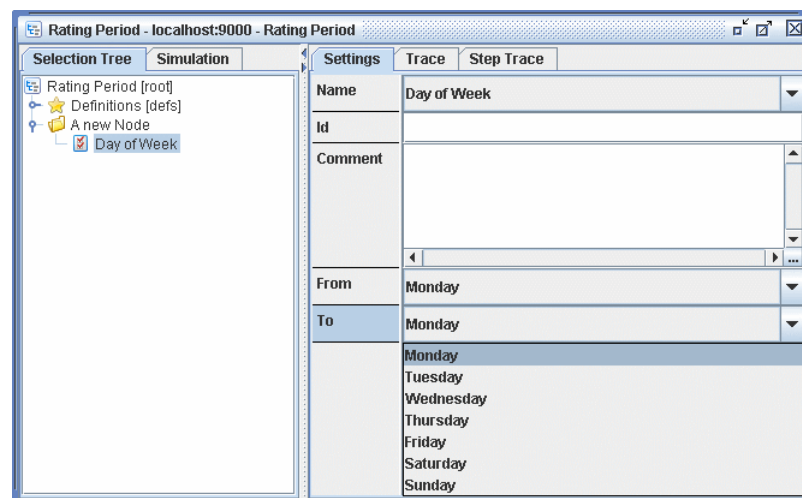 Rating Period - localhost:9000 - Rating Period
Selection Tree Simulation
Rating Period [root]
Definitions [defs]
A new Node
Day of Week
Settings Trace Step Trace
Name Day of Week
Id
Comment
...
From Monday
To Monday
Monday
Tuesday
Wednesday
Thursday
Friday
Saturday
Sunday